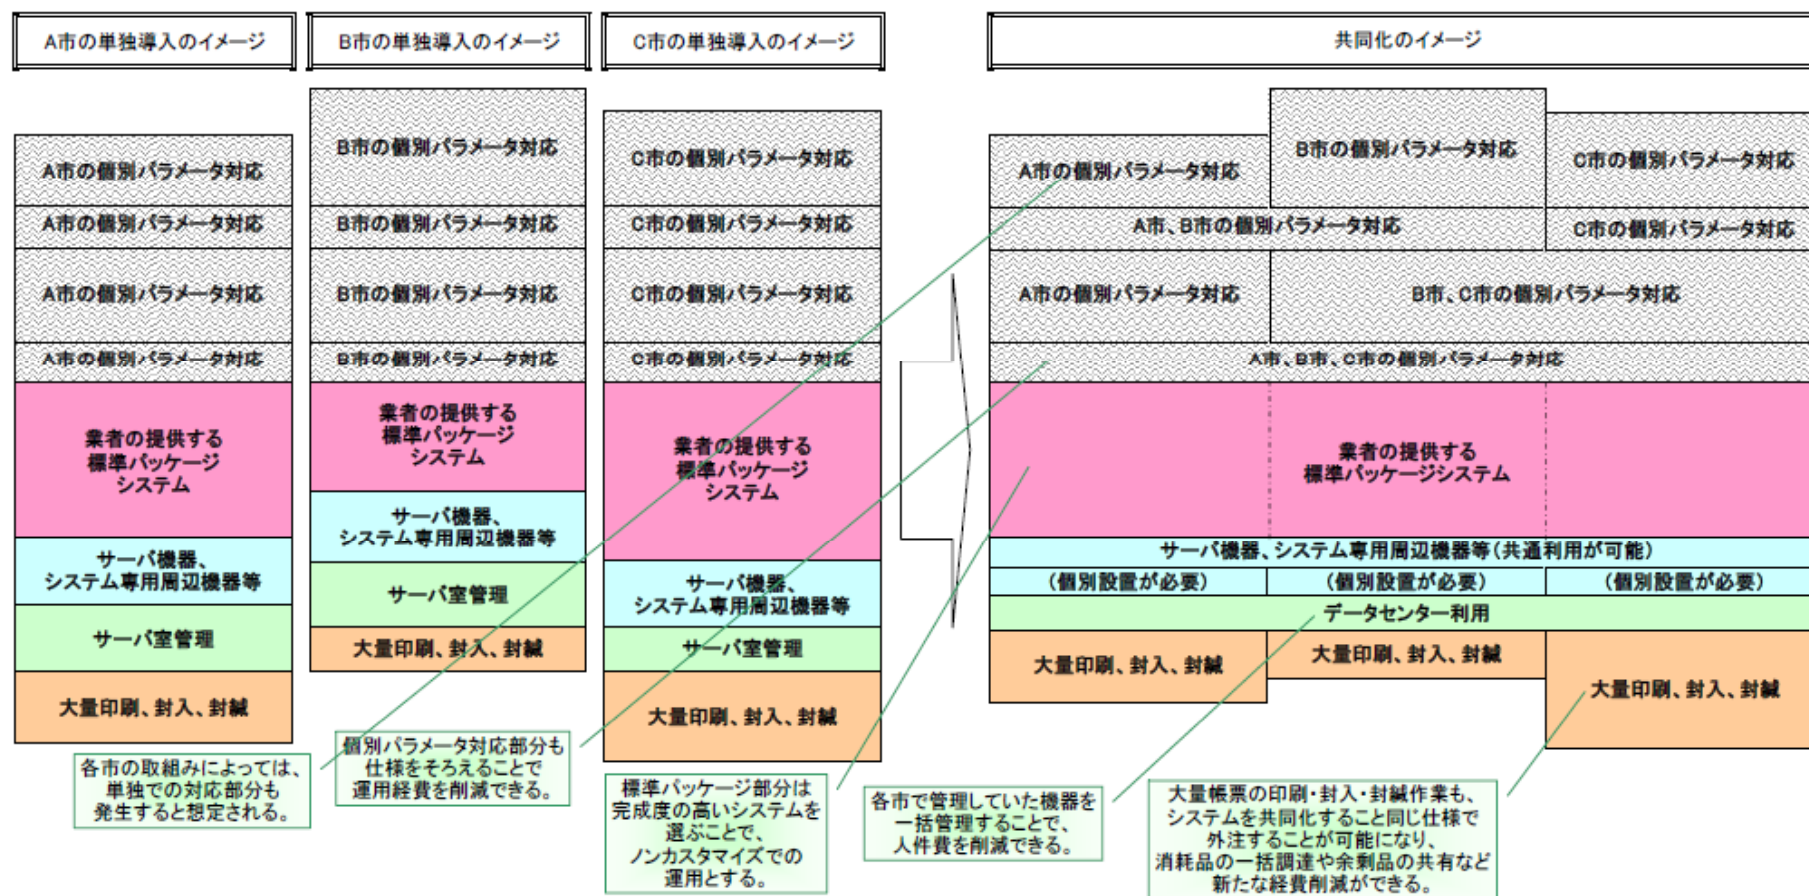 A市の単独導入のイメージ
B市の単独導入のイメージ
C市の単独導入のイメージ
共同化のイメージ
A市の個別パラメータ対応
A市の個別パラメータ対応
A市の個別パラメータ対応
A市の個別パラメータ対応
業者の提供する
標準パッケージ
システム
サーバ機器、
システム専用周辺機器等
サーバ室管理
大量印刷、封入、封緘
B市の個別パラメータ対応
B市の個別パラメータ対応
B市の個別パラメータ対応
B市の個別パラメータ対応
業者の提供する
標準パッケージ
システム
サーバ機器、
システム専用周辺機器等
サーバ室管理
大量印刷、封入、封緘
C市の個別パラメータ対応
C市の個別パラメータ対応
C市の個別パラメータ対応
C市の個別パラメータ対応
業者の提供する
標準パッケージ
システム
サーバ機器、
システム専用周辺機器等
サーバ室管理
大量印刷、封入、封緘
A市の個別パラメータ対応
B市の個別パラメータ対応
C市の個別パラメータ対応
A市、B市の個別パラメータ対応
C市の個別パラメータ対応
A市の個別パラメータ対応
B市、C市の個別パラメータ対応
A市、B市、C市の個別パラメータ対応
業者の提供する
標準パッケージシステム
サーバ機器、システム専用周辺機器等(共通利用が可能)
(個別設置が必要)
(個別設置が必要)
(個別設置が必要)
データセンター利用
大量印刷、封入、封緘
大量印刷、封入、封緘
大量印刷、封入、封緘
各市の取組みによっては、
単独での対応部分も
発生すると想定される。
個別パラメータ対応部分も
仕様をそろえることで
運用経費を削減できる。
標準パッケージ部分は
完成度の高いシステムを
選ぶことで、
ノンカスタマイズでの
運用とする。
各市で管理していた機器を
一括管理することで、
人件費を削減できる。
大量帳票の印刷・封入・封緘作業も、
システムを共同化すること同じ仕様で
外注することが可能になり、
消耗品の一括調達や余剰品の共有など
新たな経費削減ができる。